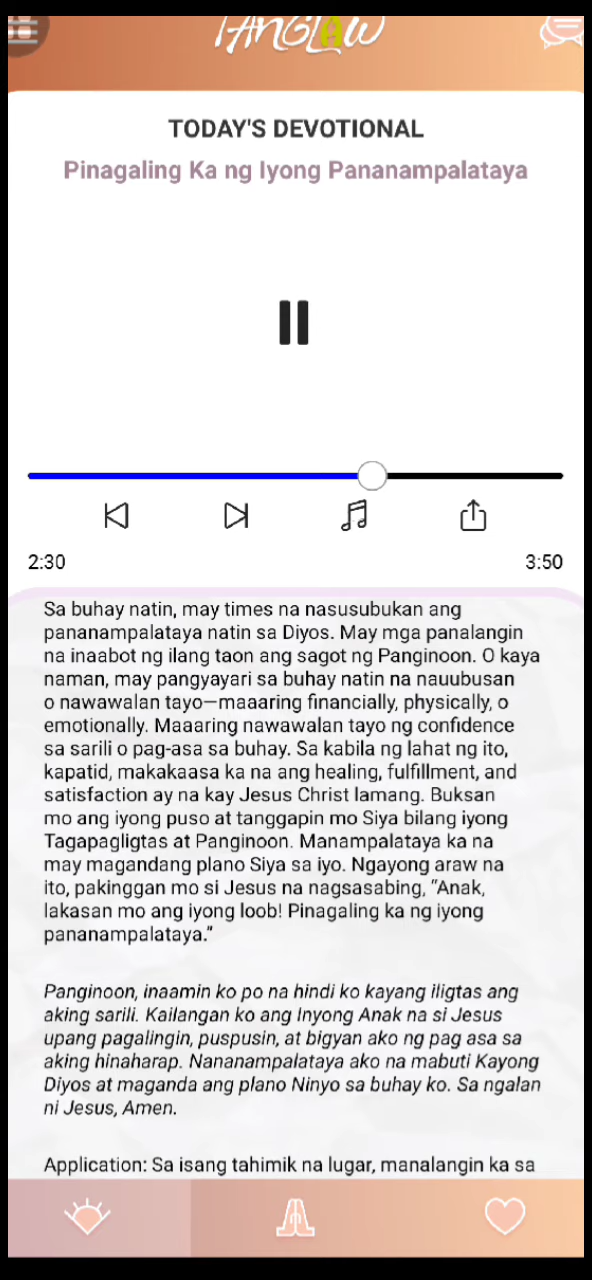 TANGLAW
TODAY'S DEVOTIONAL
Pinagaling Ka ng Iyong Pananampalataya
2:30
3:50
Sa buhay natin, may times na nasusubukan ang
pananampalataya natin sa Diyos. May mga panalangin
na inaabot ng ilang taon ang sagot ng Panginoon. O kaya
naman, may pangyayari sa buhay natin na nauubusan
o nawawalan tayo—maaaring financially, physically, o
emotionally. Maaaring nawawalan tayo ng confidence
sa sarili o pag-asa sa buhay. Sa kabila ng lahat ng ito,
kapatid, makakaasa ka na ang healing, fulfillment, and
satisfaction ay na kay Jesus Christ lamang. Buksan
mo ang iyong puso at tanggapin mo Siya bilang iyong
Tagapagligtas at Panginoon. Manampalataya ka na
may magandang plano Siya sa iyo. Ngayong araw na
ito, pakinggan mo si Jesus na nagsasabing, “Anak,
lakasan mo ang iyong loob! Pinagaling ka ng iyong
pananampalataya.”
Panginoon, inaamin ko po na hindi ko kayang iligtas ang
aking sarili. Kailangan ko ang Inyong Anak na si Jesus
upang pagalingin, puspusin, at bigyan ako ng pag asa sa
aking hinaharap. Nananampalataya ako na mabuti Kayong
Diyos at maganda ang plano Ninyo sa buhay ko. Sa ngalan
ni Jesus, Amen.
Application: Sa isang tahimik na lugar, manalangin ka sa